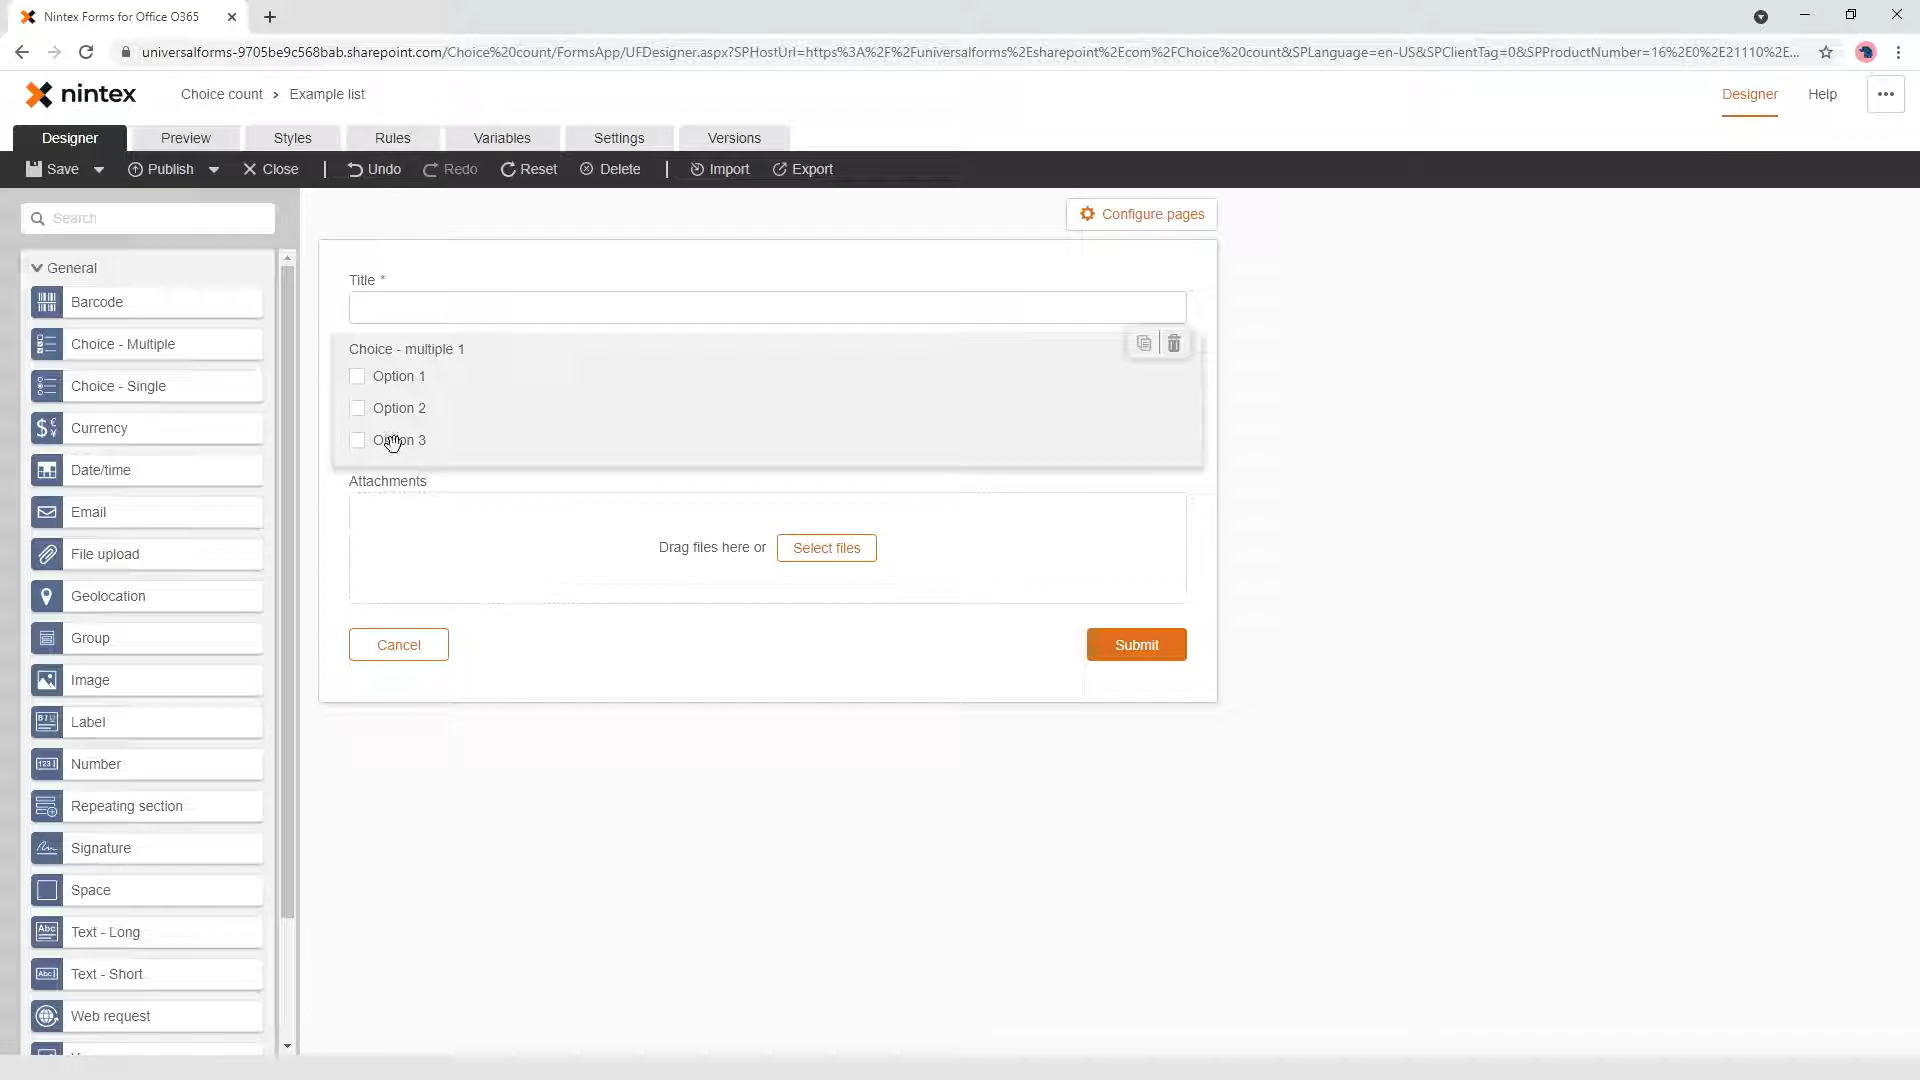 Nintex Forms for Office O365
universalforms-9705be9c568bab.sharepoint.com/Choice%20count/FormsApp/UFDesigner.aspx?SPHostUrl=https%3A%2F%2Funiversalforms%2Esharepoint%2Ecom%2FChoice%20count&SPLanguage=en-US&SPClientTag=0&SPProductNumber=16%2E0%2E21110%2E...
nintex
Choice count > Example list
Designer Help
Designer Preview Styles Rules Variables Settings Versions
Save Publish Close Undo Redo Reset Delete Import Export
Search
Configure pages
General
Barcode
Choice - Multiple
Choice - Single
Currency
Date/time
Email
File upload
Geolocation
Group
Image
Label
Number
Repeating section
Signature
Space
Text - Long
Text - Short
Web request
Title *
Choice - multiple 1
Option 1
Option 2
Option 3
Attachments
Drag files here or Select files
Cancel Submit